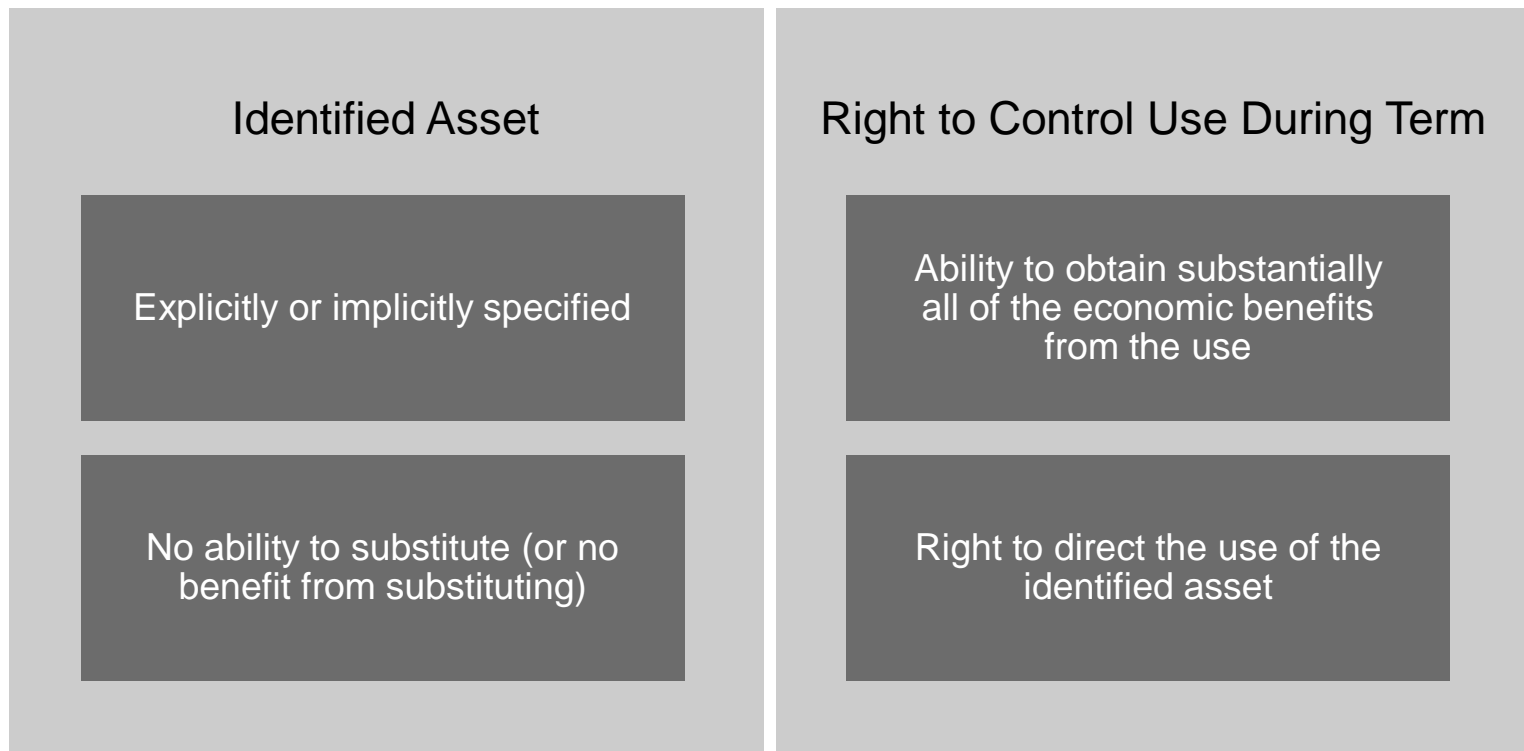 Identified Asset
Explicitly or implicitly specified
No ability to substitute (or no
benefit from substituting)
Right to Control Use During Term
Ability to obtain substantially
all of the economic benefits
from the use
Right to direct the use of the
identified asset